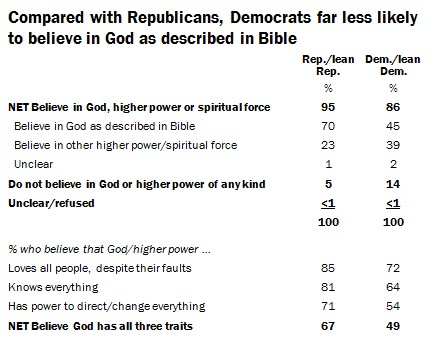 Compared with Republicans, Democrats far less likely
to believe in God as described in Bible
Rep./lean Dem./lean
Rep. Dem.
% %
NET Believe in God, higher power or spiritual force 95 86
Believe in God as described in Bible 70 45
Believe in other higher power/spiritual force 23 39
Unclear 1 2
Do not believe in God or higher power of any kind 5 14
Unclear/refused <1 <1
100 100
% who believe that God/higher power ...
Loves all people, despite their faults 85 72
Knows everything 81 64
Has power to direct/change everything 71 54
NET Believe God has all three traits 67 49